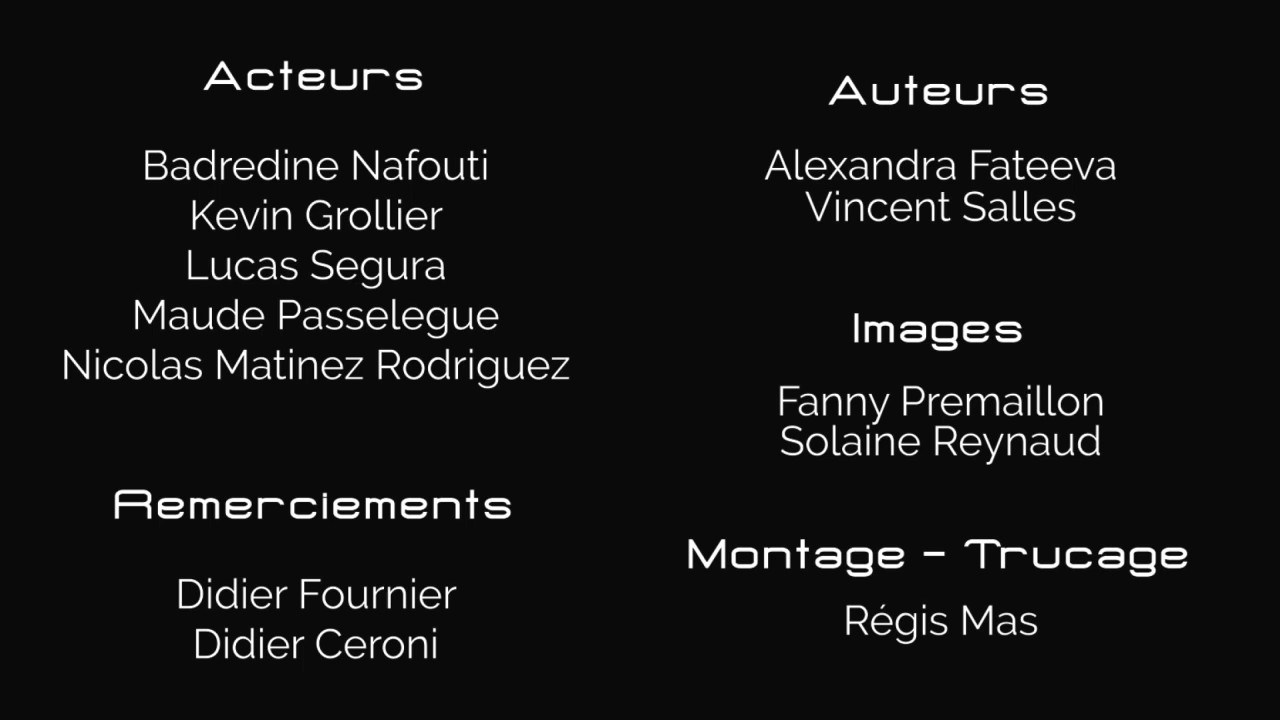 Acteurs
Badredine Nafouti
Kevin Grollier
Lucas Segura
Maude Passelegue
Nicolas Matinez Rodriguez
Remerciements
Didier Fournier
Didier Ceroni
Auteurs
Alexandra Fateeva
Vincent Salles
Images
Fanny Premaillon
Solaine Reynaud
Montage - Trucage
Régis Mas